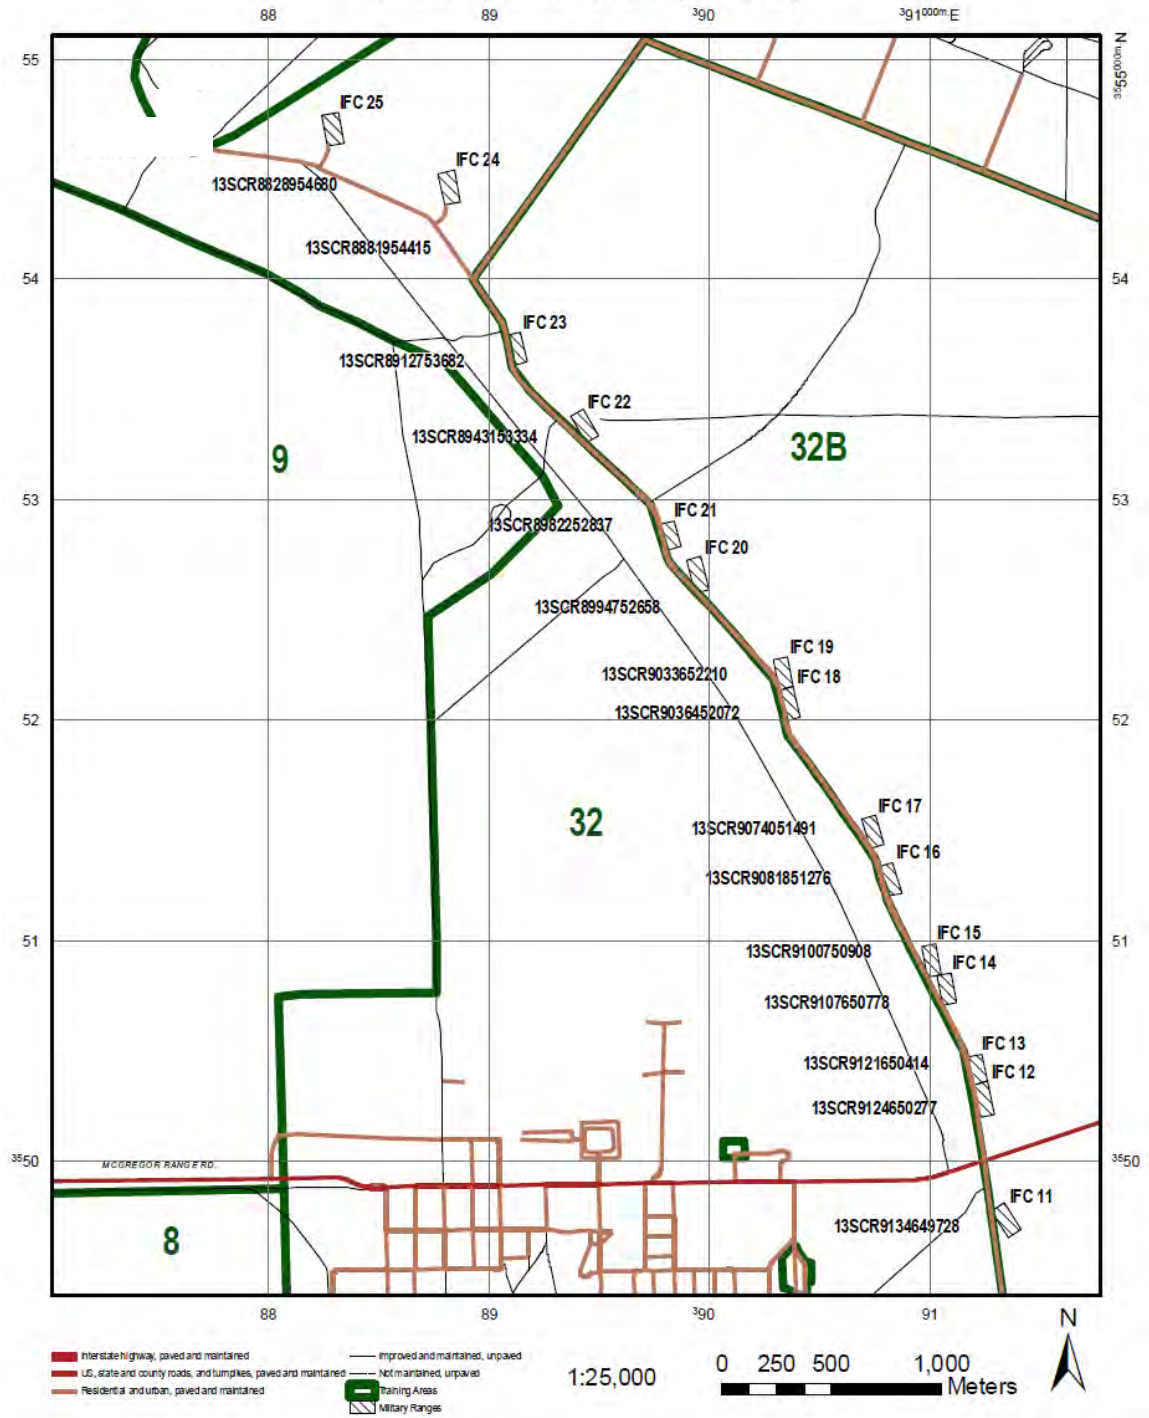 88 89 ³90 ³91⁰⁰⁰ᵐ·E
55
³⁵55⁰⁰⁰ᵐ·N
IFC 25
IFC 24
13SCR8828954680
13SCR8881954415
54 54
IFC 23
13SCR8912753682
IFC 22
13SCR8943153334
9
32B
53 53
IFC 21
13SCR8982252837
IFC 20
13SCR8994752658
IFC 19
13SCR9033652210
IFC 18
13SCR9036452072
52 52
IFC 17
32
13SCR9074051491
IFC 16
13SCR9081851276
51 51
IFC 15
13SCR9100750908
IFC 14
13SCR9107650778
IFC 13
13SCR9121650414
IFC 12
13SCR9124650277
³⁵50 ³⁵50
MCGREGOR RANGE RD.
IFC 11
13SCR9134649728
8
88 89 ³90 91
N
Interstate highway, paved and maintained
US, state and county roads, and turnpikes, paved and maintained
Residential and urban, paved and maintained
Improved and maintained, unpaved
Not maintained, unpaved
Training Areas
Military Ranges
1:25,000
0 250 500 1,000
Meters